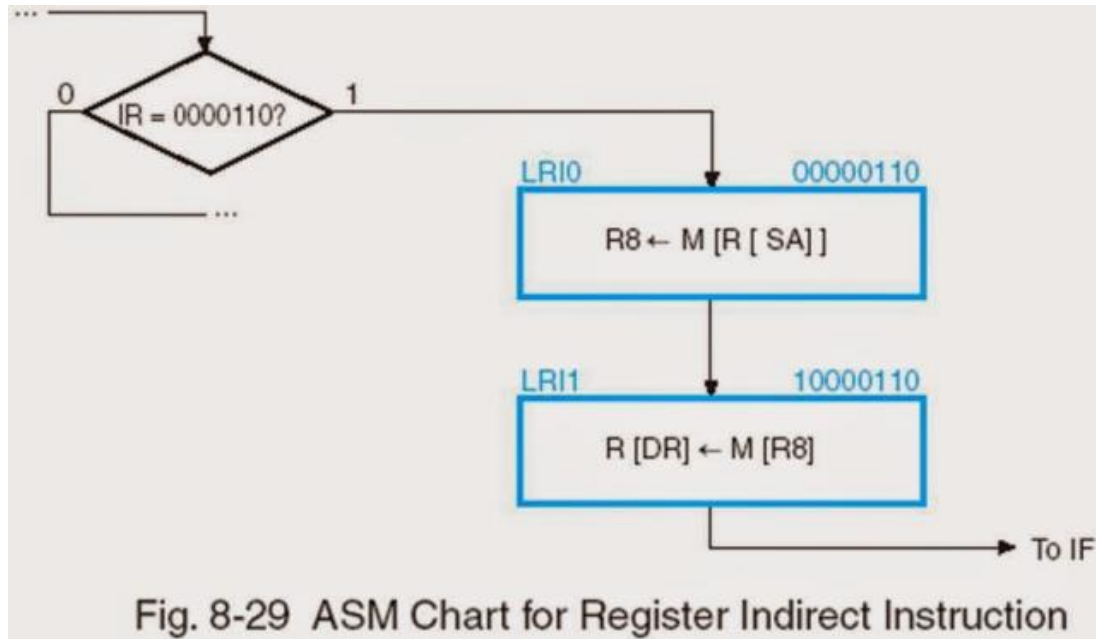 ...
0
IR = 0000110?
1
...
LRI0 00000110
R8 ← M [R [ SA] ]
LRI1 10000110
R [DR] ← M [R8]
To IF
Fig. 8-29 ASM Chart for Register Indirect Instruction